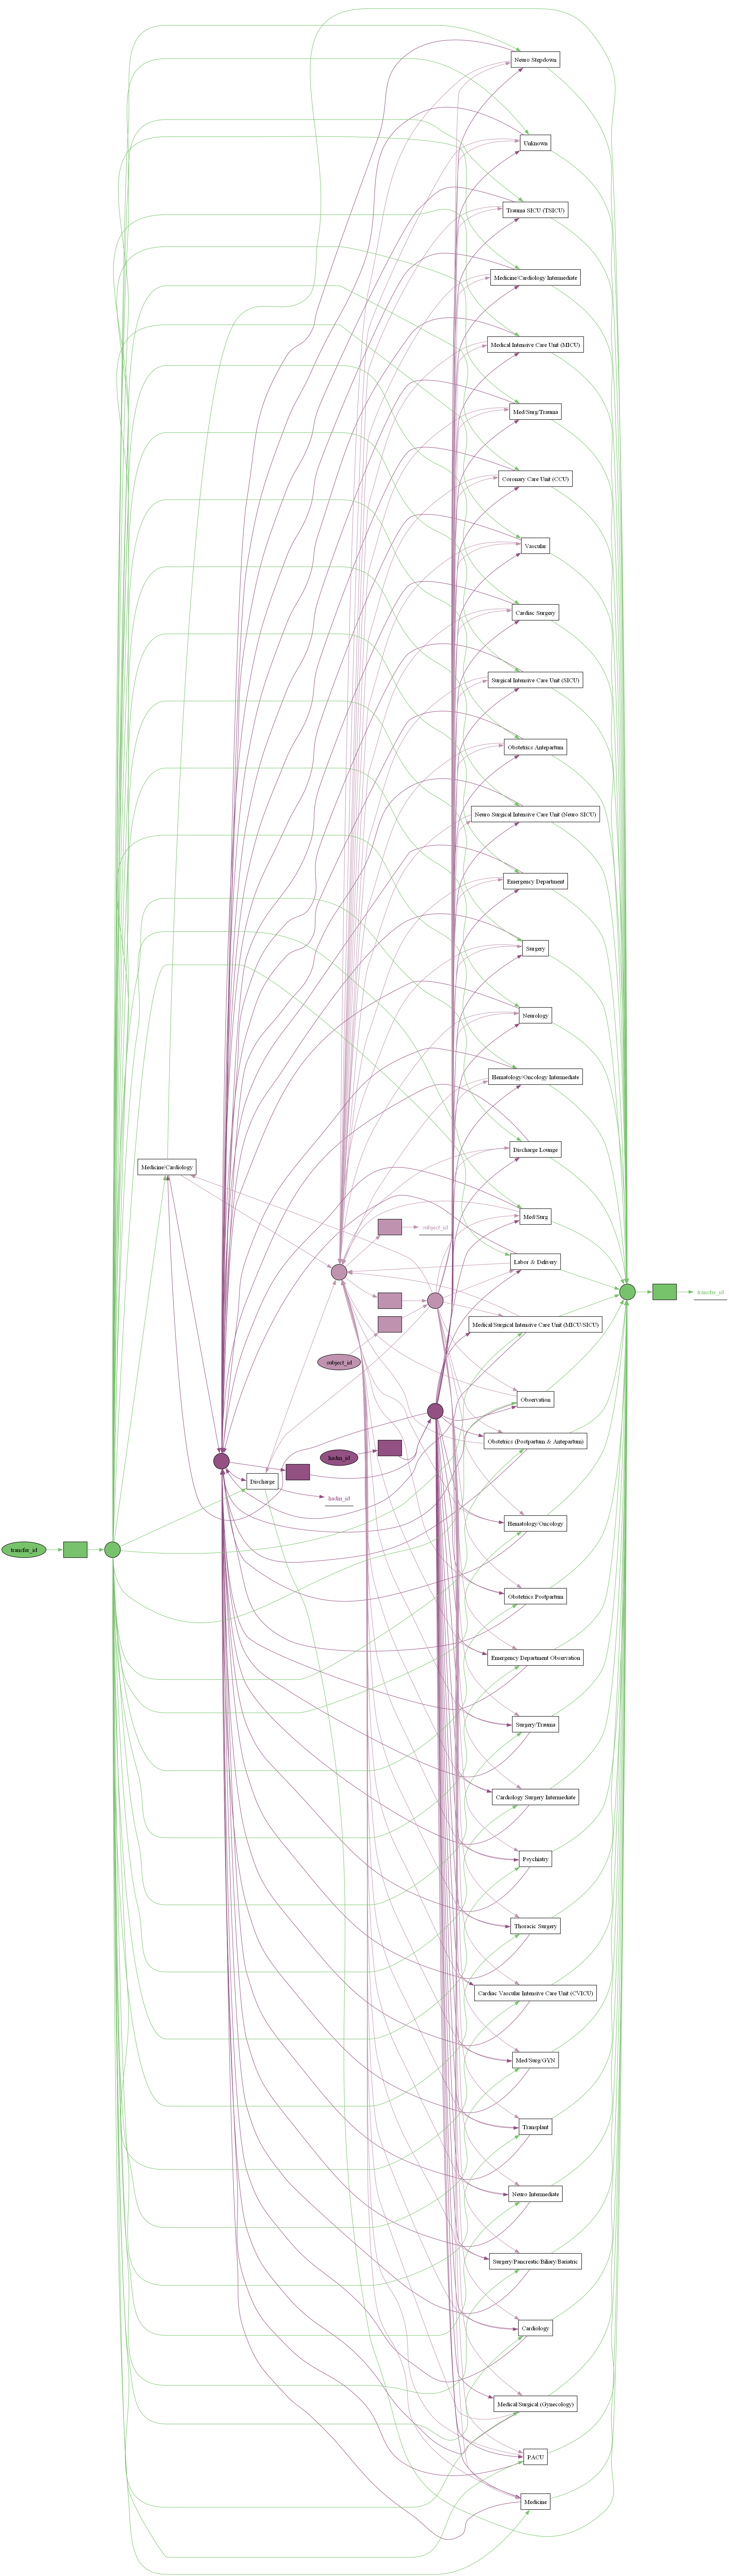 Neuro Stepdown
Unknown
Trauma SICU (TSICU)
Medicine/Cardiology Intermediate
Medical Intensive Care Unit (MICU)
Med/Surg/Trauma
Coronary Care Unit (CCU)
Vascular
Cardiac Surgery
Surgical Intensive Care Unit (SICU)
Obstetrics Antepartum
Neuro Surgical Intensive Care Unit (Neuro SICU)
Emergency Department
Surgery
Neurology
Hematology/Oncology Intermediate
Discharge Lounge
Medicine/Cardiology
Med/Surg
subject_id
Labor & Delivery
transfer_id
Medical/Surgical Intensive Care Unit (MICU/SICU)
subject_id
Observation
Obstetrics (Postpartum & Antepartum)
hadm_id
Discharge
hadm_id
Hematology/Oncology
transfer_id
Obstetrics Postpartum
Emergency Department Observation
Surgery/Trauma
Cardiology Surgery Intermediate
Psychiatry
Thoracic Surgery
Cardiac Vascular Intensive Care Unit (CVICU)
Med/Surg/GYN
Transplant
Neuro Intermediate
Surgery/Pancreatic/Biliary/Bariatric
Cardiology
Medical/Surgical (Gynecology)
PACU
Medicine